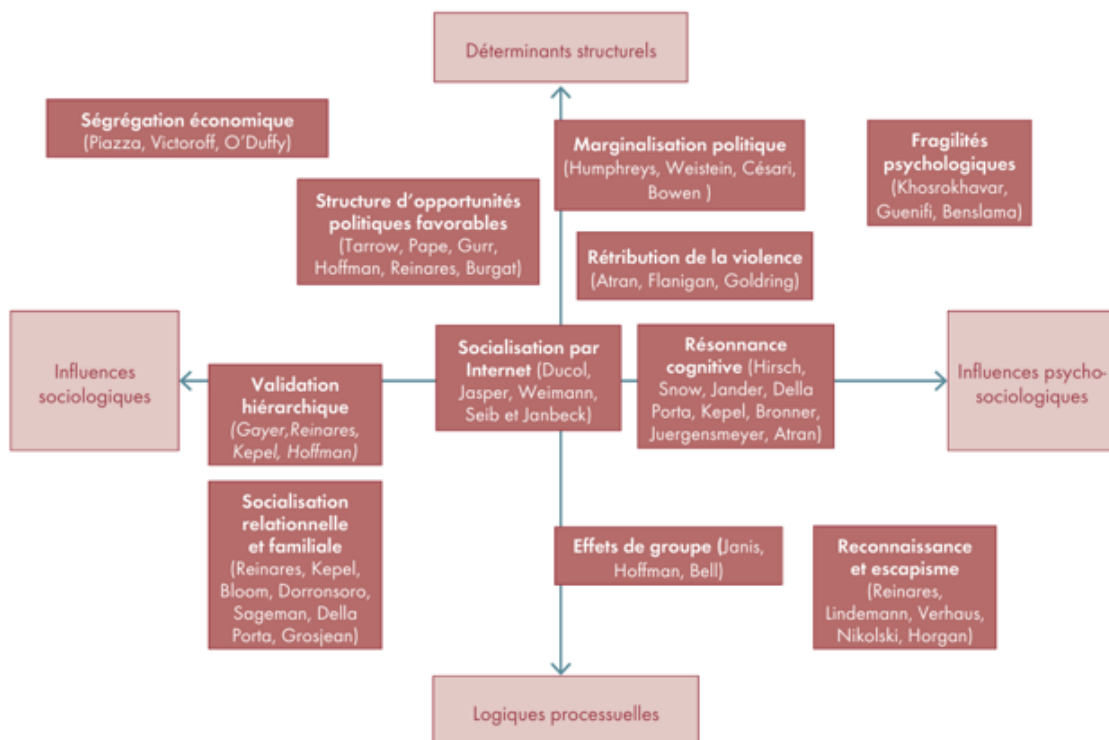 Déterminants structurels
Ségrégation économique
(Piazza, Victoroff, O'Duffy)
Marginalisation politique
(Humphreys, Weistein, Césari,
Bowen )
Fragilités
psychologiques
(Khosrokhavar,
Guenifi, Benslama)
Structure d'opportunités
politiques favorables
(Tarrow, Pape, Gurr,
Hoffman, Reinares, Burgat)
Rétribution de la violence
(Atran, Flanigan, Goldring)
Influences
sociologiques
Validation
hiérarchique
(Gayer,Reinares,
Kepel, Hoffman)
Socialisation par
Internet (Ducol,
Jasper, Weimann,
Seib et Janbeck)
Résonnance
cognitive (Hirsch,
Snow, Jander, Della
Porta, Kepel, Bronner,
Juergensmeyer, Atran)
Influences psycho-
sociologiques
Socialisation
relationnelle
et familiale
(Reinares, Kepel,
Bloom, Dorronsoro,
Sageman, Della
Porta, Grosjean)
Effets de groupe (Janis,
Hoffman, Bell)
Reconnaissance
et escapisme
(Reinares,
Lindemann, Verhaus,
Nikolski, Horgan)
Logiques processuelles